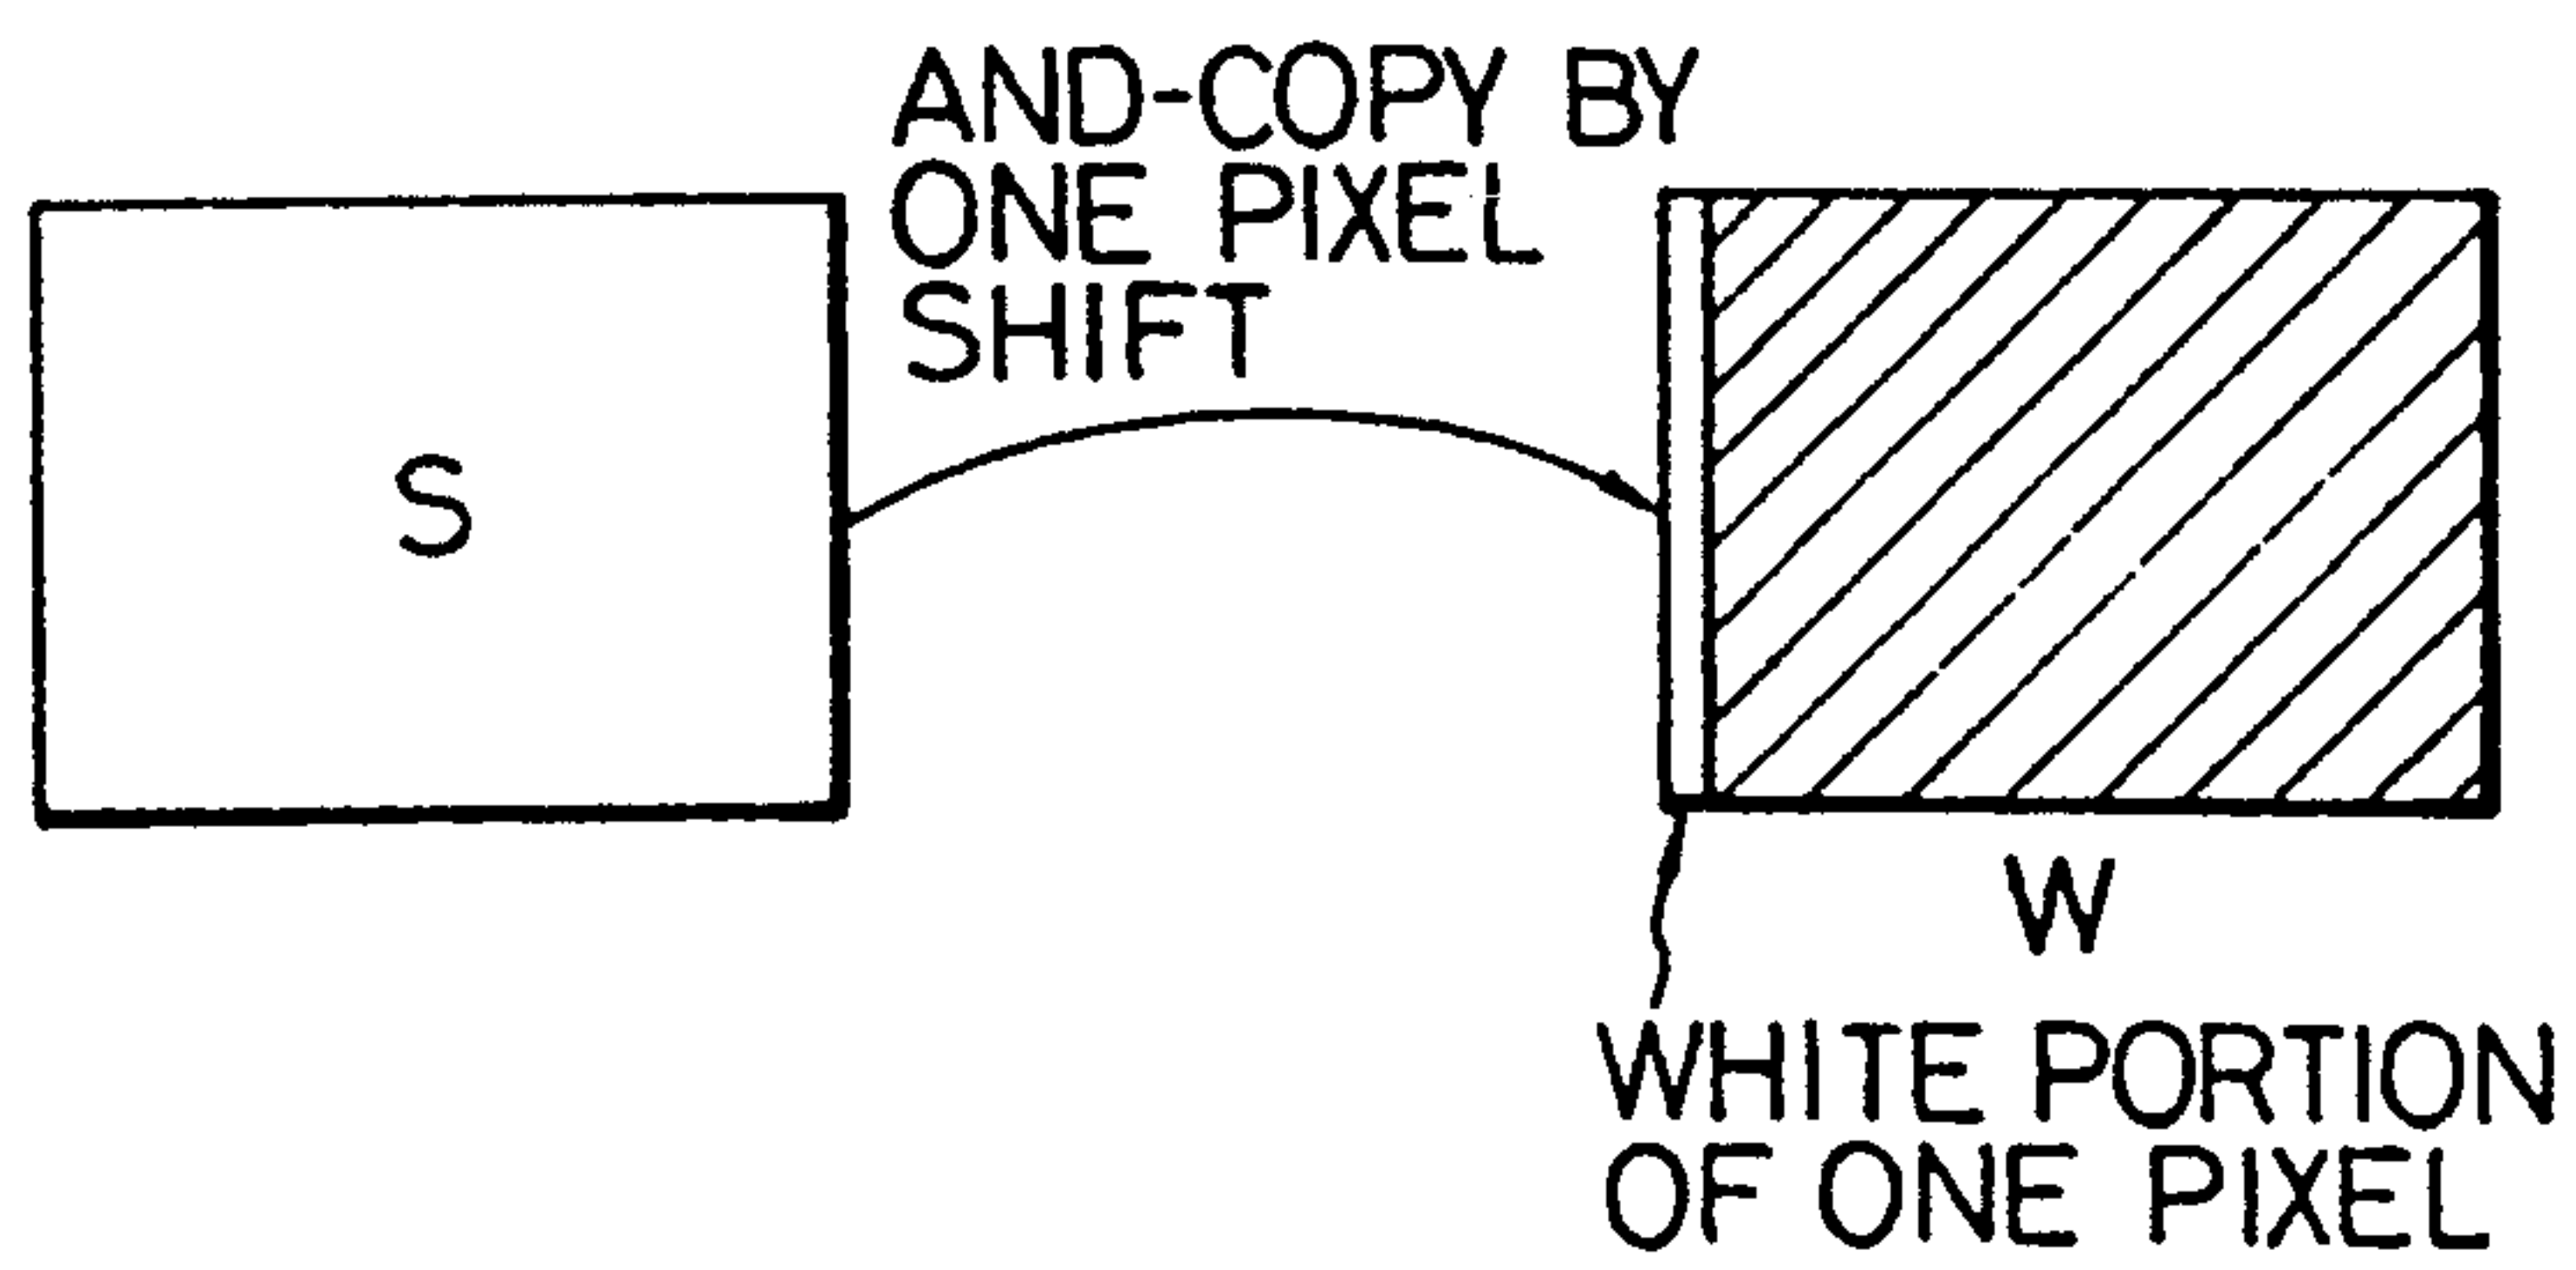 AND-COPY BY
ONE PIXEL
SHIFT
S
W
WHITE PORTION
OF ONE PIXEL